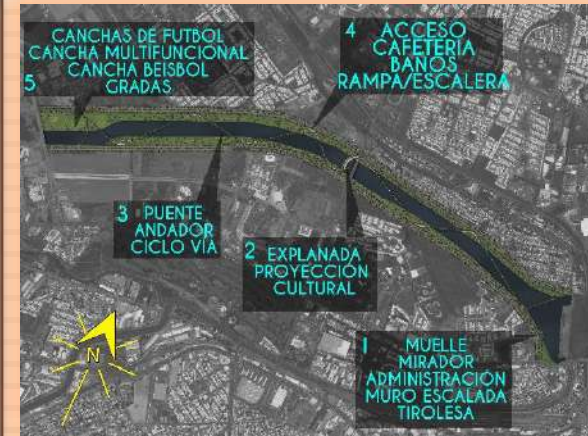 CANCHAS DE FUTBOL
CANCHA MULTIFUNCIONAL
CANCHA BEISBOL
5 GRADAS
4 ACCESO
CAFETERIA
BAÑOS
RAMPA/ESCALERA
3 PUENTE
ANDADOR
CICLO VÍA
2 EXPLANADA
PROYECCIÓN
CULTURAL
N
1 MUELLE
MIRADOR
ADMINISTRACIÓN
MURO ESCALADA
TIROLESA